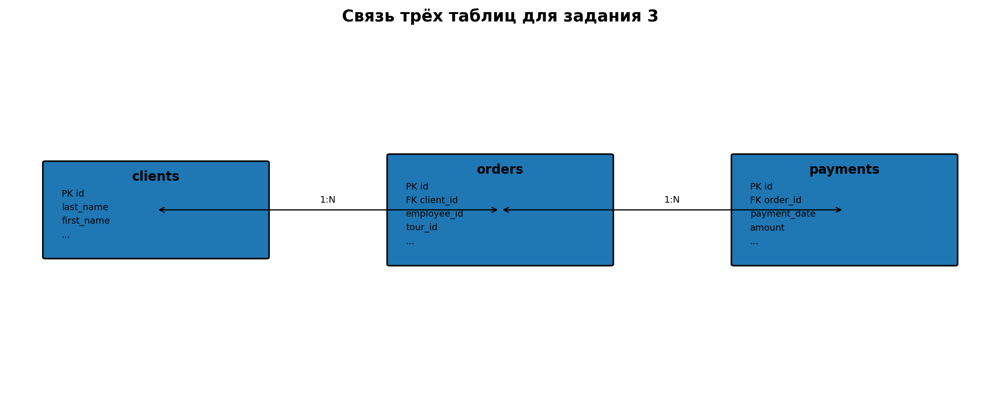 Связь трёх таблиц для задания 3
clients
PK id
last_name
first_name
...
1:N
orders
PK id
FK client_id
employee_id
tour_id
...
1:N
payments
PK id
FK order_id
payment_date
amount
...